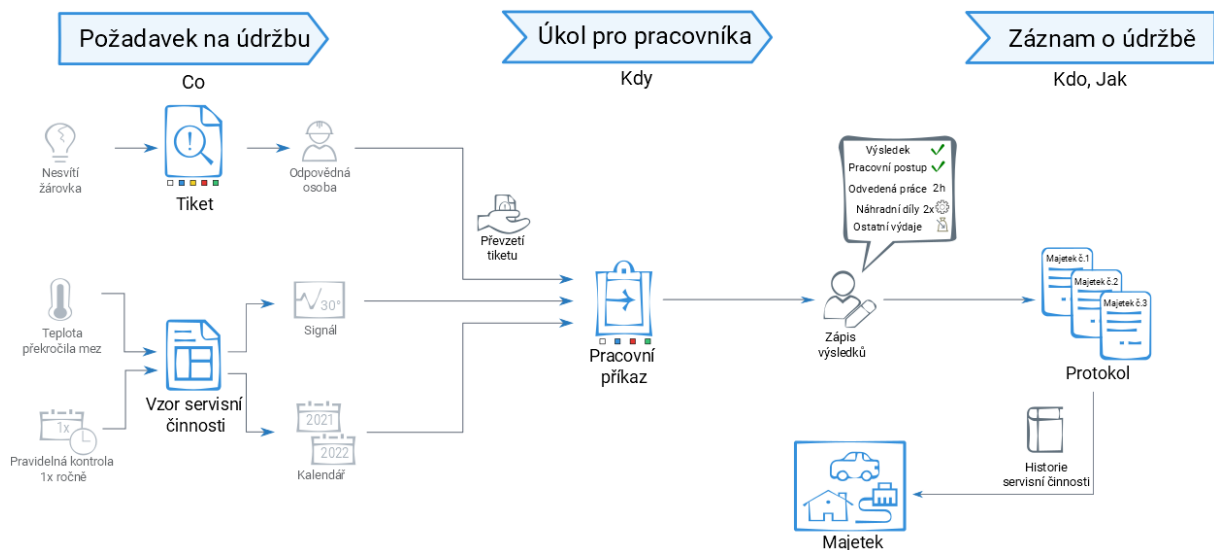 Požadavek na údržbu
Úkol pro pracovníka
Záznam o údržbě
Co
Kdy
Kdo, Jak
Nesvítí
žárovka
Tiket
Odpovědná
osoba
Převzetí
tiketu
Výsledek
Pracovní postup
Odvedená práce 2h
Náhradní díly 2x
Ostatní výdaje
Teplota
překročila mez
30°
Signál
Vzor servisní
činnosti
1x
Pravidelná kontrola
1x ročně
2021
2022
Kalendář
Pracovní
příkaz
Zápis
výsledků
Majetek č.1
Majetek č.2
Majetek č.3
Protokol
Historie
servisní činnosti
Majetek